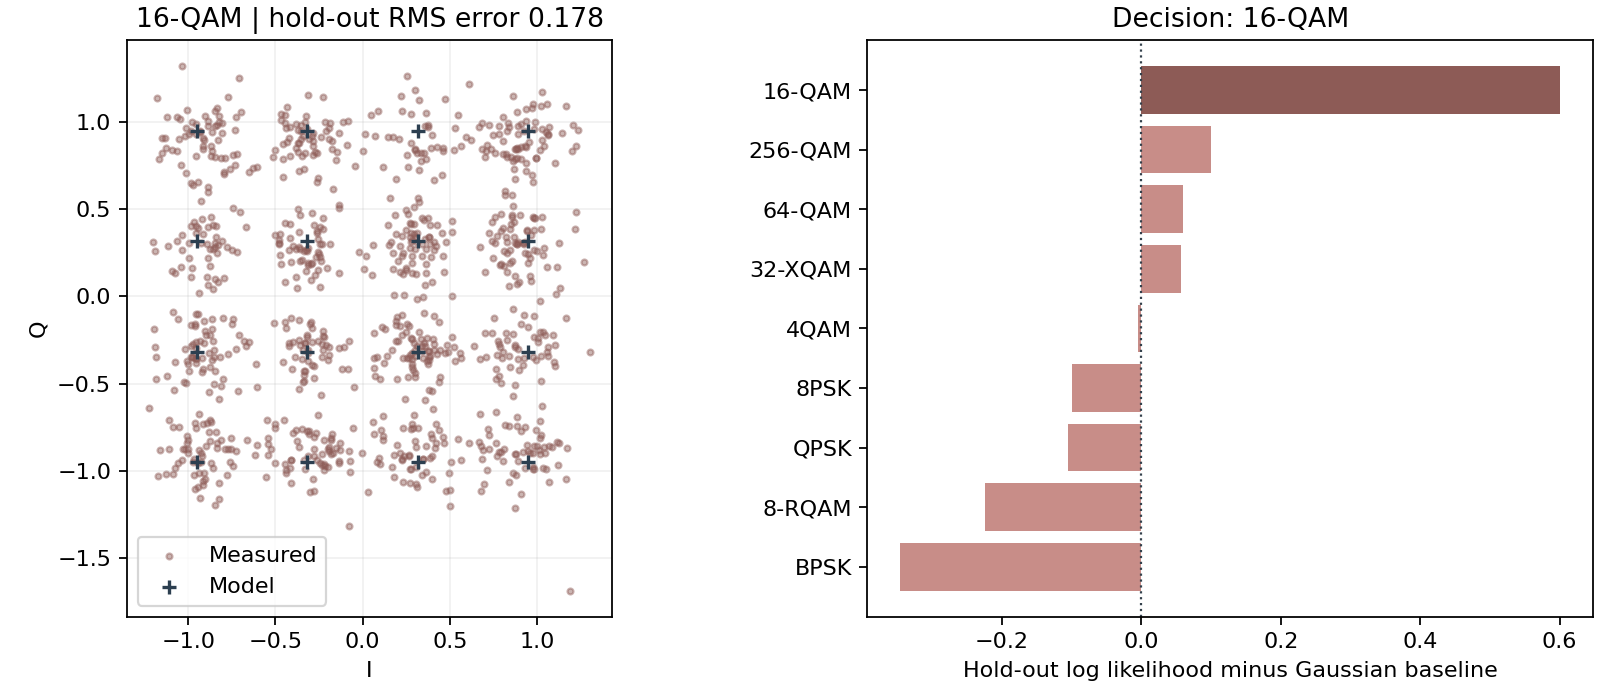 16-QAM | hold-out RMS error 0.178
1.0
0.5
0.0
−0.5
−1.0
−1.5
Q
Measured
Model
−1.0
−0.5
0.0
0.5
1.0
I
Decision: 16-QAM
16-QAM
256-QAM
64-QAM
32-XQAM
4QAM
8PSK
QPSK
8-RQAM
BPSK
−0.2
0.0
0.2
0.4
0.6
Hold-out log likelihood minus Gaussian baseline